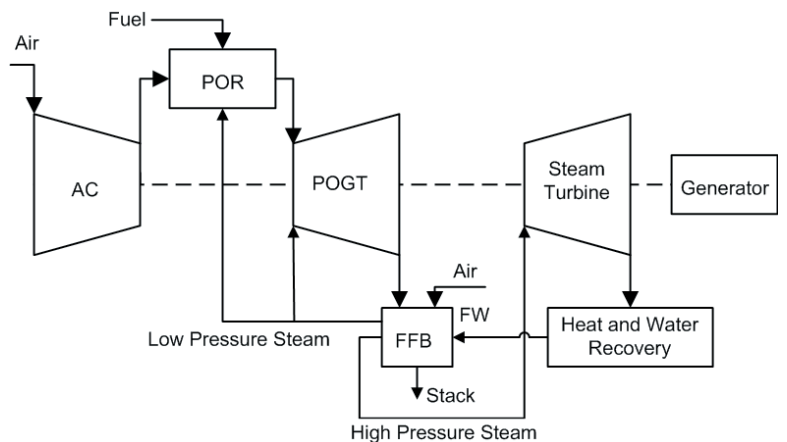 Fuel
Air
POR
AC
POGT
Steam
Turbine
Generator
Air
FW
Low Pressure Steam
FFB
Heat and Water
Recovery
Stack
High Pressure Steam